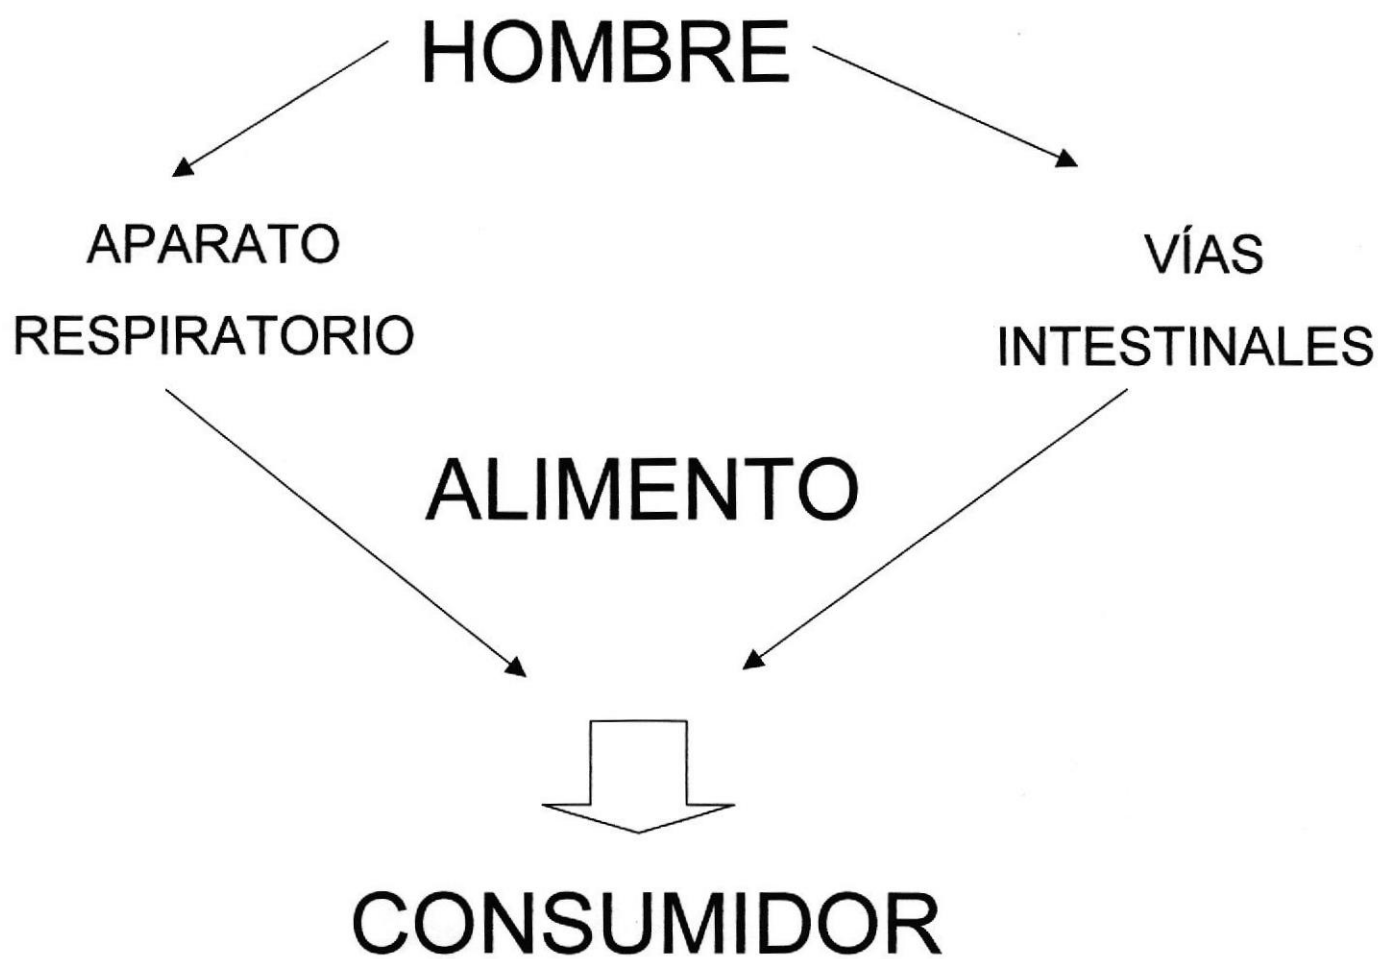 HOMBRE
APARATO
RESPIRATORIO
VÍAS
INTESTINALES
ALIMENTO
CONSUMIDOR